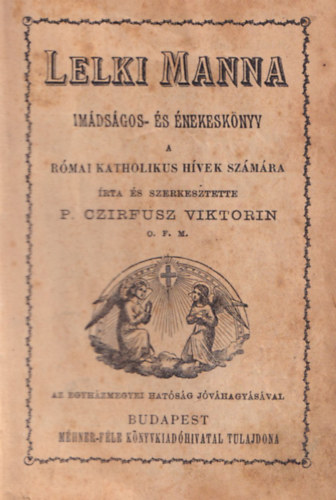 LELKI MANNA
IMÁDSÁGOS- ÉS ÉNEKESKÖNYV
A
RÓMAI KATHOLIKUS HÍVEK SZÁMÁRA
ÍRTA ÉS SZERKESZTETTE
P. CZIRFUSZ VIKTORIN
O. F. M.
AZ EGYHÁZMEGYEI HATÓSÁG JÓVÁHAGYÁSÁVAL
BUDAPEST
MÉHNER-FÉLE KÖNYVKIADÓHIVATAL TULAJDONA